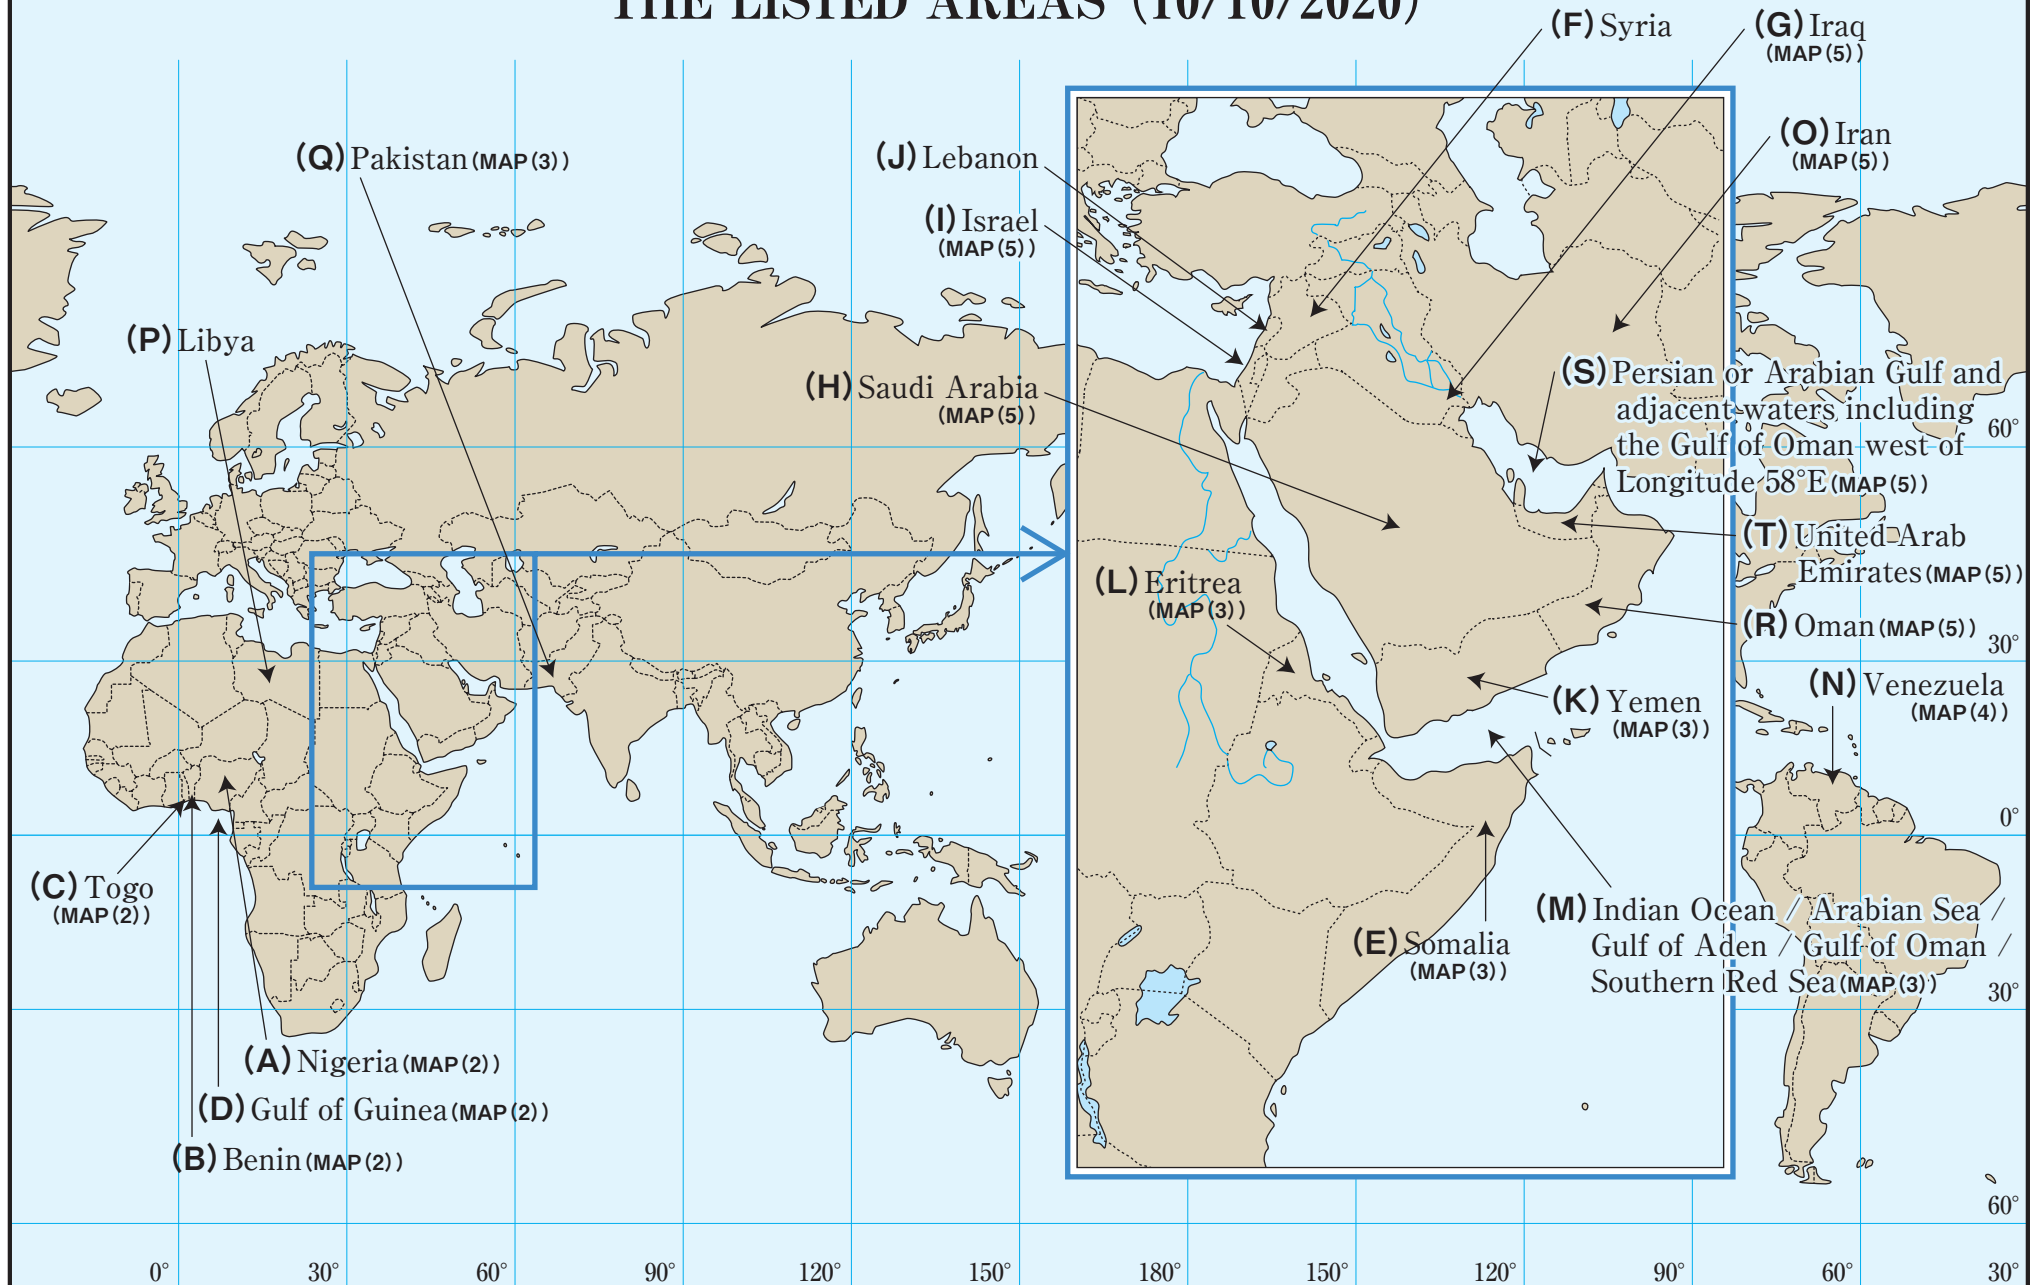 THE LISTED AREAS (10/10/2020)
(F) Syria
(G) Iraq
(MAP(5))
(O) Iran
(MAP(5))
(Q) Pakistan (MAP(3))
(J) Lebanon
(I) Israel
(MAP(5))
(P) Libya
(H) Saudi Arabia
(MAP(5))
(S) Persian or Arabian Gulf and
adjacent waters including
the Gulf of Oman west of
Longitude 58°E (MAP(5))
60°
(T) United Arab
Emirates (MAP(5))
(L) Eritrea
(MAP(3))
(R) Oman (MAP(5))
30°
(K) Yemen
(MAP(3))
(N) Venezuela
(MAP(4))
0°
(C) Togo
(MAP(2))
(E) Somalia
(MAP(3))
(M) Indian Ocean / Arabian Sea /
Gulf of Aden / Gulf of Oman /
Southern Red Sea (MAP(3))
30°
(A) Nigeria (MAP(2))
(D) Gulf of Guinea (MAP(2))
(B) Benin (MAP(2))
60°
0° 30° 60° 90° 120° 150° 180° 150° 120° 90° 60° 30°